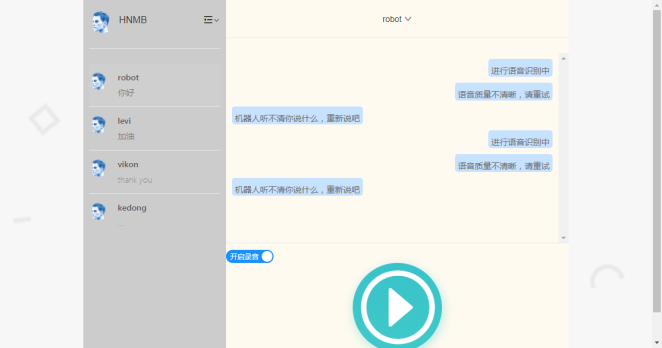 HNMB
robot
你好
levi
加油
vikon
thank you
kedong
...
robot
进行语音识别中
语音质量不清晰，请重试
机器人听不清你说什么，重新说吧
进行语音识别中
语音质量不清晰，请重试
机器人听不清你说什么，重新说吧
开启录音